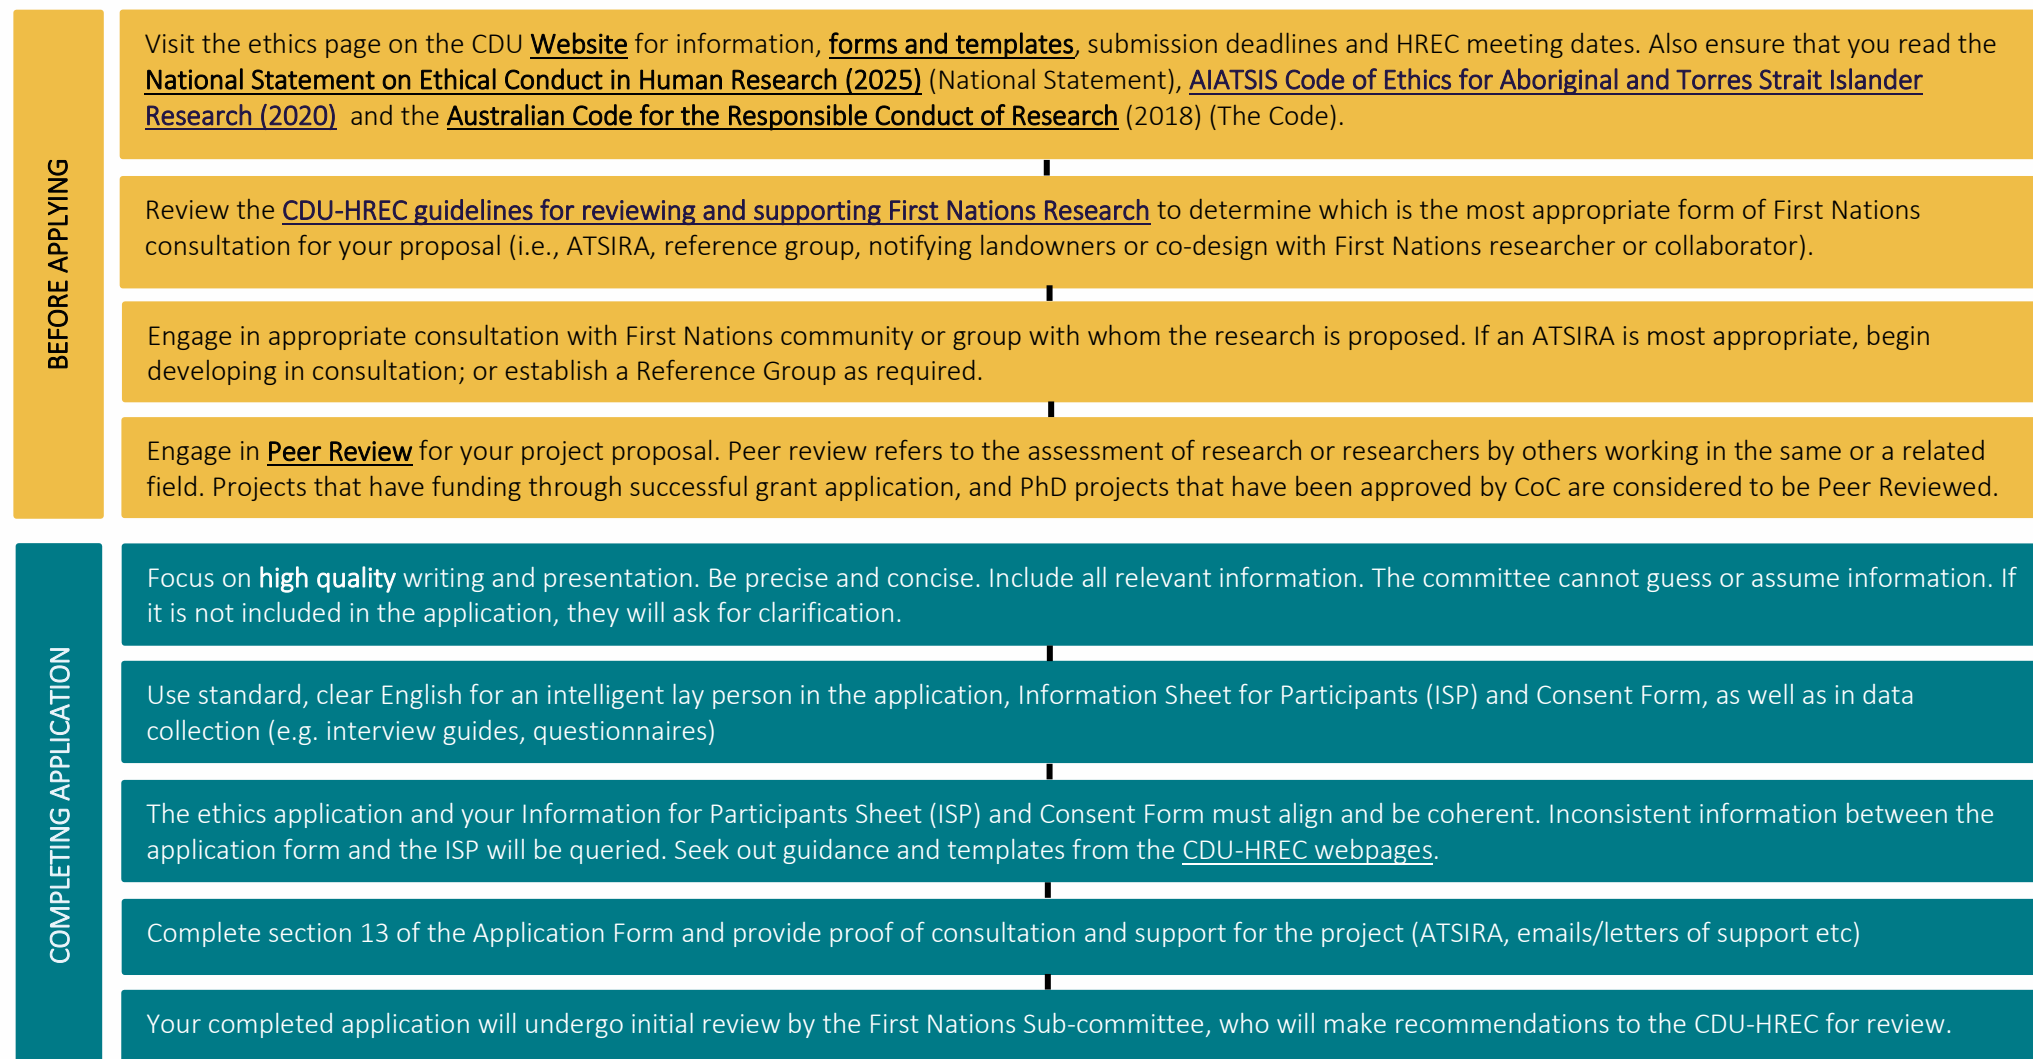 BEFORE APPLYING
Visit the ethics page on the CDU Website for information, forms and templates, submission deadlines and HREC meeting dates. Also ensure that you read the
National Statement on Ethical Conduct in Human Research (2025) (National Statement), AIATSIS Code of Ethics for Aboriginal and Torres Strait Islander
Research (2020) and the Australian Code for the Responsible Conduct of Research (2018) (The Code).
Review the CDU-HREC guidelines for reviewing and supporting First Nations Research to determine which is the most appropriate form of First Nations
consultation for your proposal (i.e., ATSIRA, reference group, notifying landowners or co-design with First Nations researcher or collaborator).
Engage in appropriate consultation with First Nations community or group with whom the research is proposed. If an ATSIRA is most appropriate, begin
developing in consultation; or establish a Reference Group as required.
Engage in Peer Review for your project proposal. Peer review refers to the assessment of research or researchers by others working in the same or a related
field. Projects that have funding through successful grant application, and PhD projects that have been approved by CoC are considered to be Peer Reviewed.
COMPLETING APPLICATION
Focus on high quality writing and presentation. Be precise and concise. Include all relevant information. The committee cannot guess or assume information. If
it is not included in the application, they will ask for clarification.
Use standard, clear English for an intelligent lay person in the application, Information Sheet for Participants (ISP) and Consent Form, as well as in data
collection (e.g. interview guides, questionnaires)
The ethics application and your Information for Participants Sheet (ISP) and Consent Form must align and be coherent. Inconsistent information between the
application form and the ISP will be queried. Seek out guidance and templates from the CDU-HREC webpages.
Complete section 13 of the Application Form and provide proof of consultation and support for the project (ATSIRA, emails/letters of support etc)
Your completed application will undergo initial review by the First Nations Sub-committee, who will make recommendations to the CDU-HREC for review.